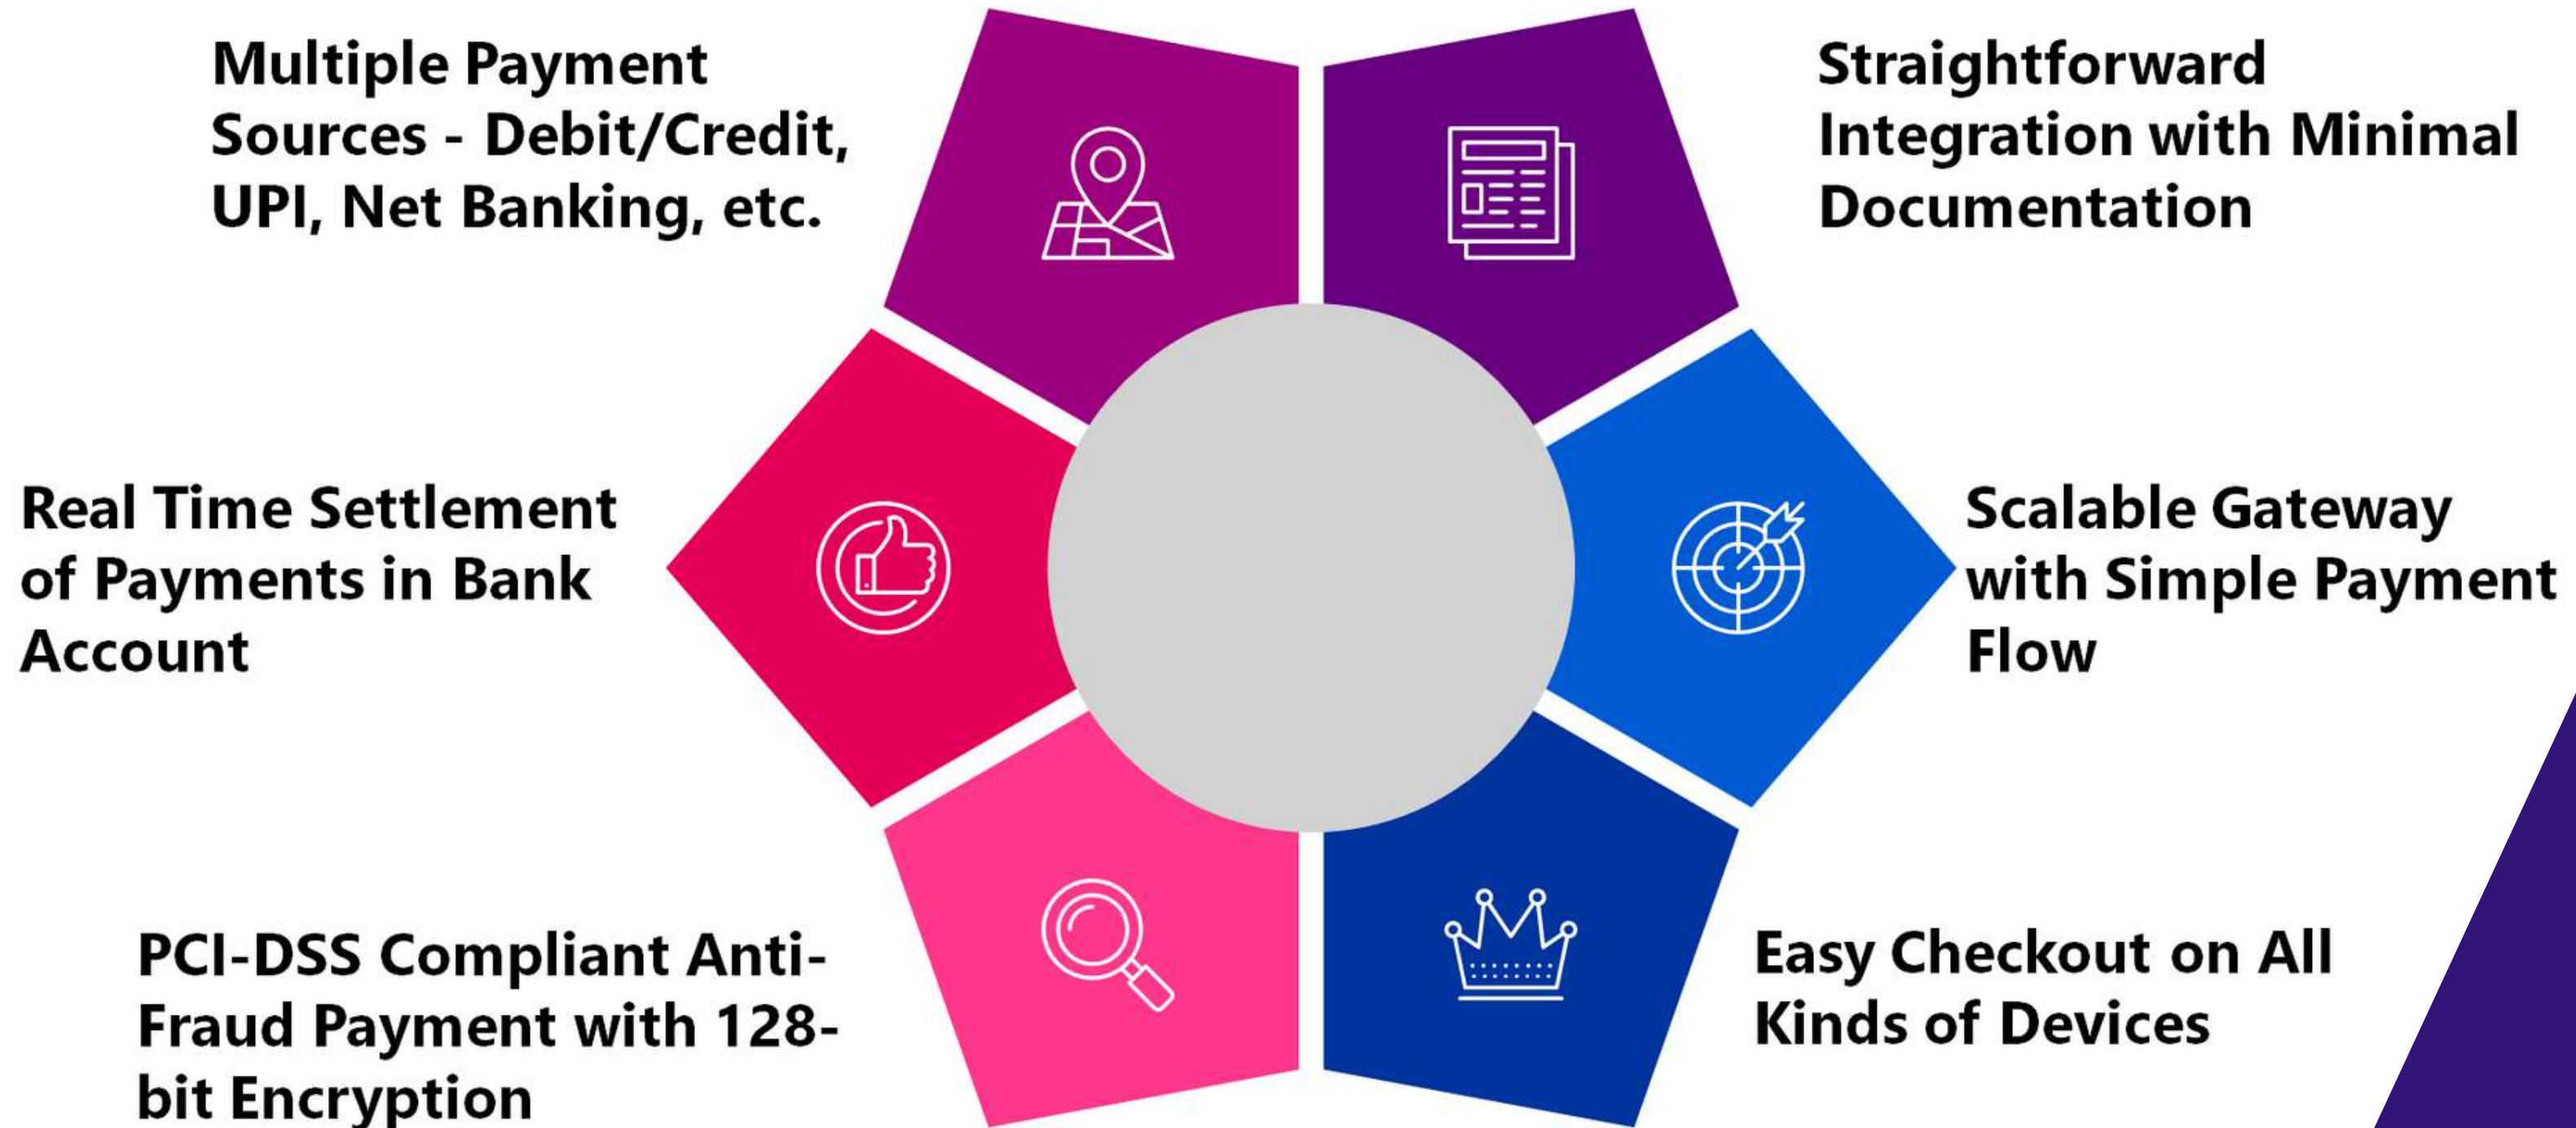 Multiple Payment
Sources - Debit/Credit,
UPI, Net Banking, etc.
Straightforward
Integration with Minimal
Documentation
Real Time Settlement
of Payments in Bank
Account
Scalable Gateway
with Simple Payment
Flow
PCI-DSS Compliant Anti-
Fraud Payment with 128-
bit Encryption
Easy Checkout on All
Kinds of Devices